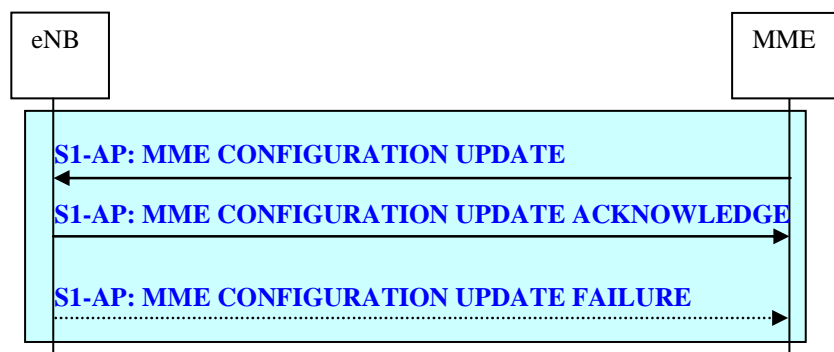 eNB
MME
S1-AP: MME CONFIGURATION UPDATE
S1-AP: MME CONFIGURATION UPDATE ACKNOWLEDGE
S1-AP: MME CONFIGURATION UPDATE FAILURE